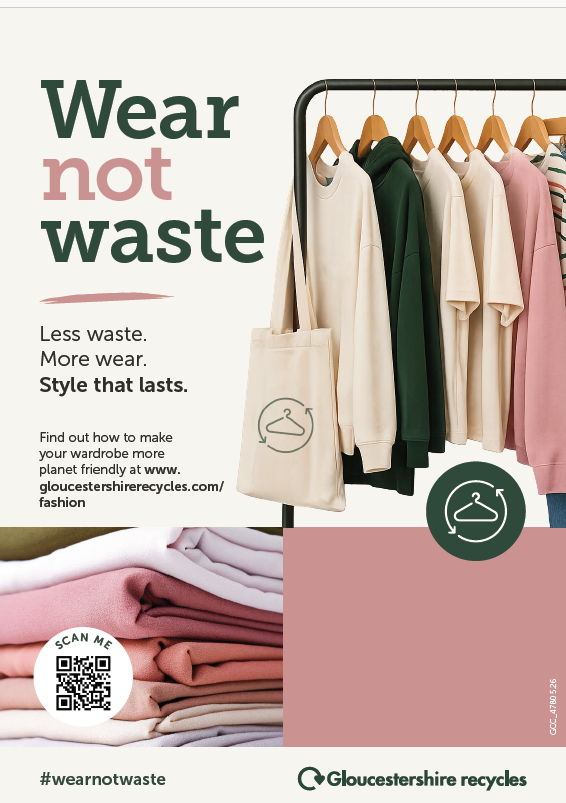 Wear
not
waste
Less waste.
More wear.
Style that lasts.
Find out how to make
your wardrobe more
planet friendly at www.
gloucestershirerecycles.com/
fashion
SCAN ME
GCC_4780 5.26
#wearnotwaste
Gloucestershire recycles